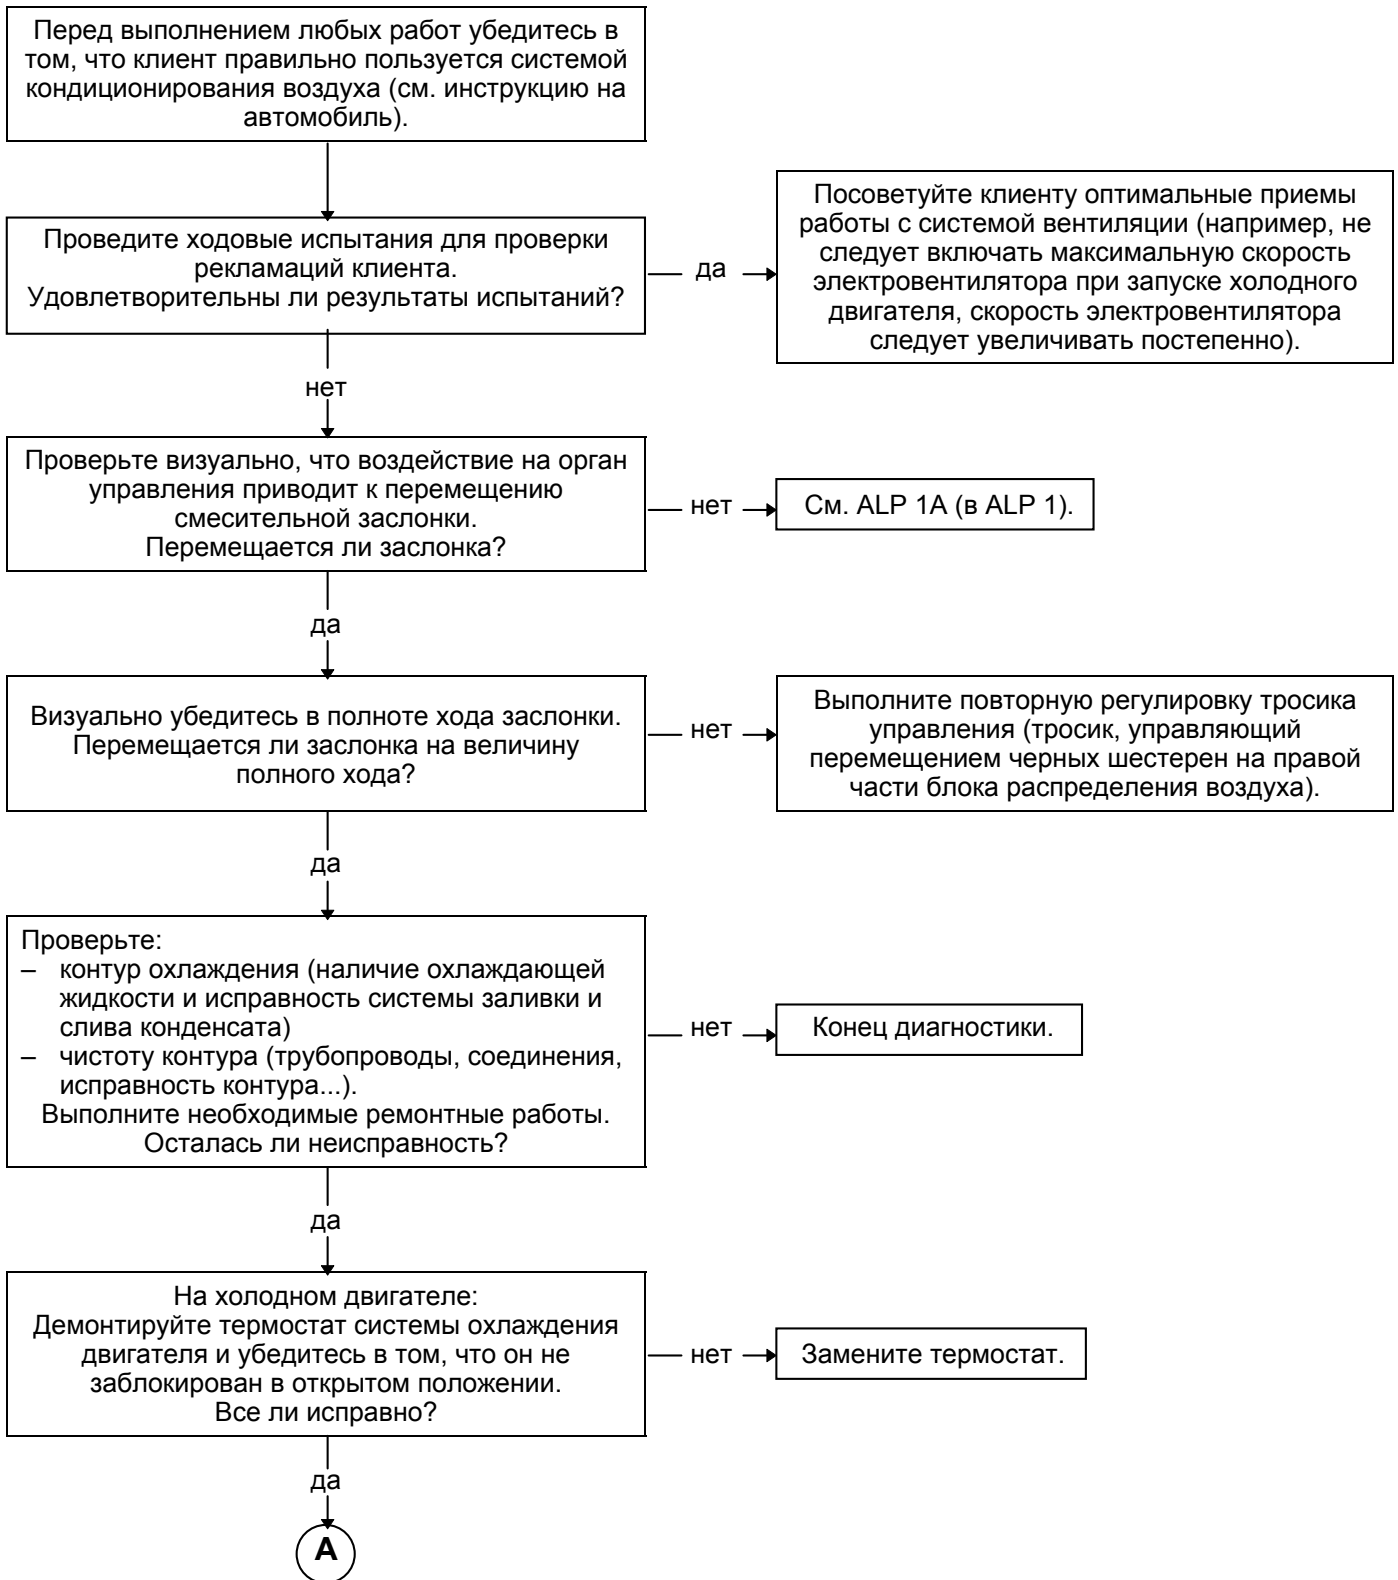 Перед выполнением любых работ убедитесь в
том, что клиент правильно пользуется системой
кондиционирования воздуха (см. инструкцию на
автомобиль).
Проведите ходовые испытания для проверки
рекламаций клиента.
Удовлетворительны ли результаты испытаний?
да
Посоветуйте клиенту оптимальные приемы
работы с системой вентиляции (например, не
следует включать максимальную скорость
электровентилятора при запуске холодного
двигателя, скорость электровентилятора
следует увеличивать постепенно).
нет
Проверьте визуально, что воздействие на орган
управления приводит к перемещению
смесительной заслонки.
Перемещается ли заслонка?
нет
См. ALP 1A (в ALP 1).
да
Визуально убедитесь в полноте хода заслонки.
Перемещается ли заслонка на величину
полного хода?
нет
Выполните повторную регулировку тросика
управления (тросик, управляющий
перемещением черных шестерен на правой
части блока распределения воздуха).
да
Проверьте:
– контур охлаждения (наличие охлаждающей
жидкости и исправность системы заливки и
слива конденсата)
– чистоту контура (трубопроводы, соединения,
исправность контура...).
Выполните необходимые ремонтные работы.
Осталась ли неисправность?
нет
Конец диагностики.
да
На холодном двигателе:
Демонтируйте термостат системы охлаждения
двигателя и убедитесь в том, что он не
заблокирован в открытом положении.
Все ли исправно?
нет
Замените термостат.
да
A